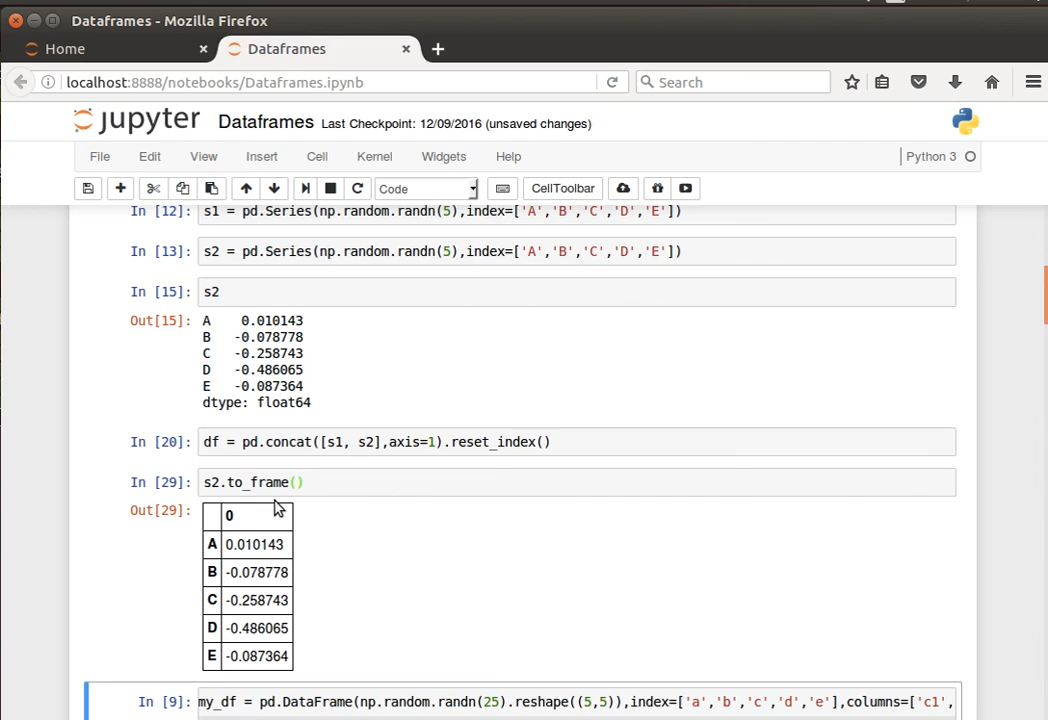 Dataframes - Mozilla Firefox
Home Dataframes
localhost:8888/notebooks/Dataframes.ipynb Search
jupyter Dataframes Last Checkpoint: 12/09/2016 (unsaved changes)
File Edit View Insert Cell Kernel Widgets Help Python 3
Code CellToolbar
In [12]: s1 = pd.Series(np.random.randn(5),index=['A','B','C','D','E'])
In [13]: s2 = pd.Series(np.random.randn(5),index=['A','B','C','D','E'])
In [15]: s2
Out[15]: A 0.010143
B -0.078778
C -0.258743
D -0.486065
E -0.087364
dtype: float64
In [20]: df = pd.concat([s1, s2],axis=1).reset_index()
In [29]: s2.to_frame()
Out[29]: 0
A 0.010143
B -0.078778
C -0.258743
D -0.486065
E -0.087364
In [9]: my_df = pd.DataFrame(np.random.randn(25).reshape((5,5)),index=['a','b','c','d','e'],columns=['c1',